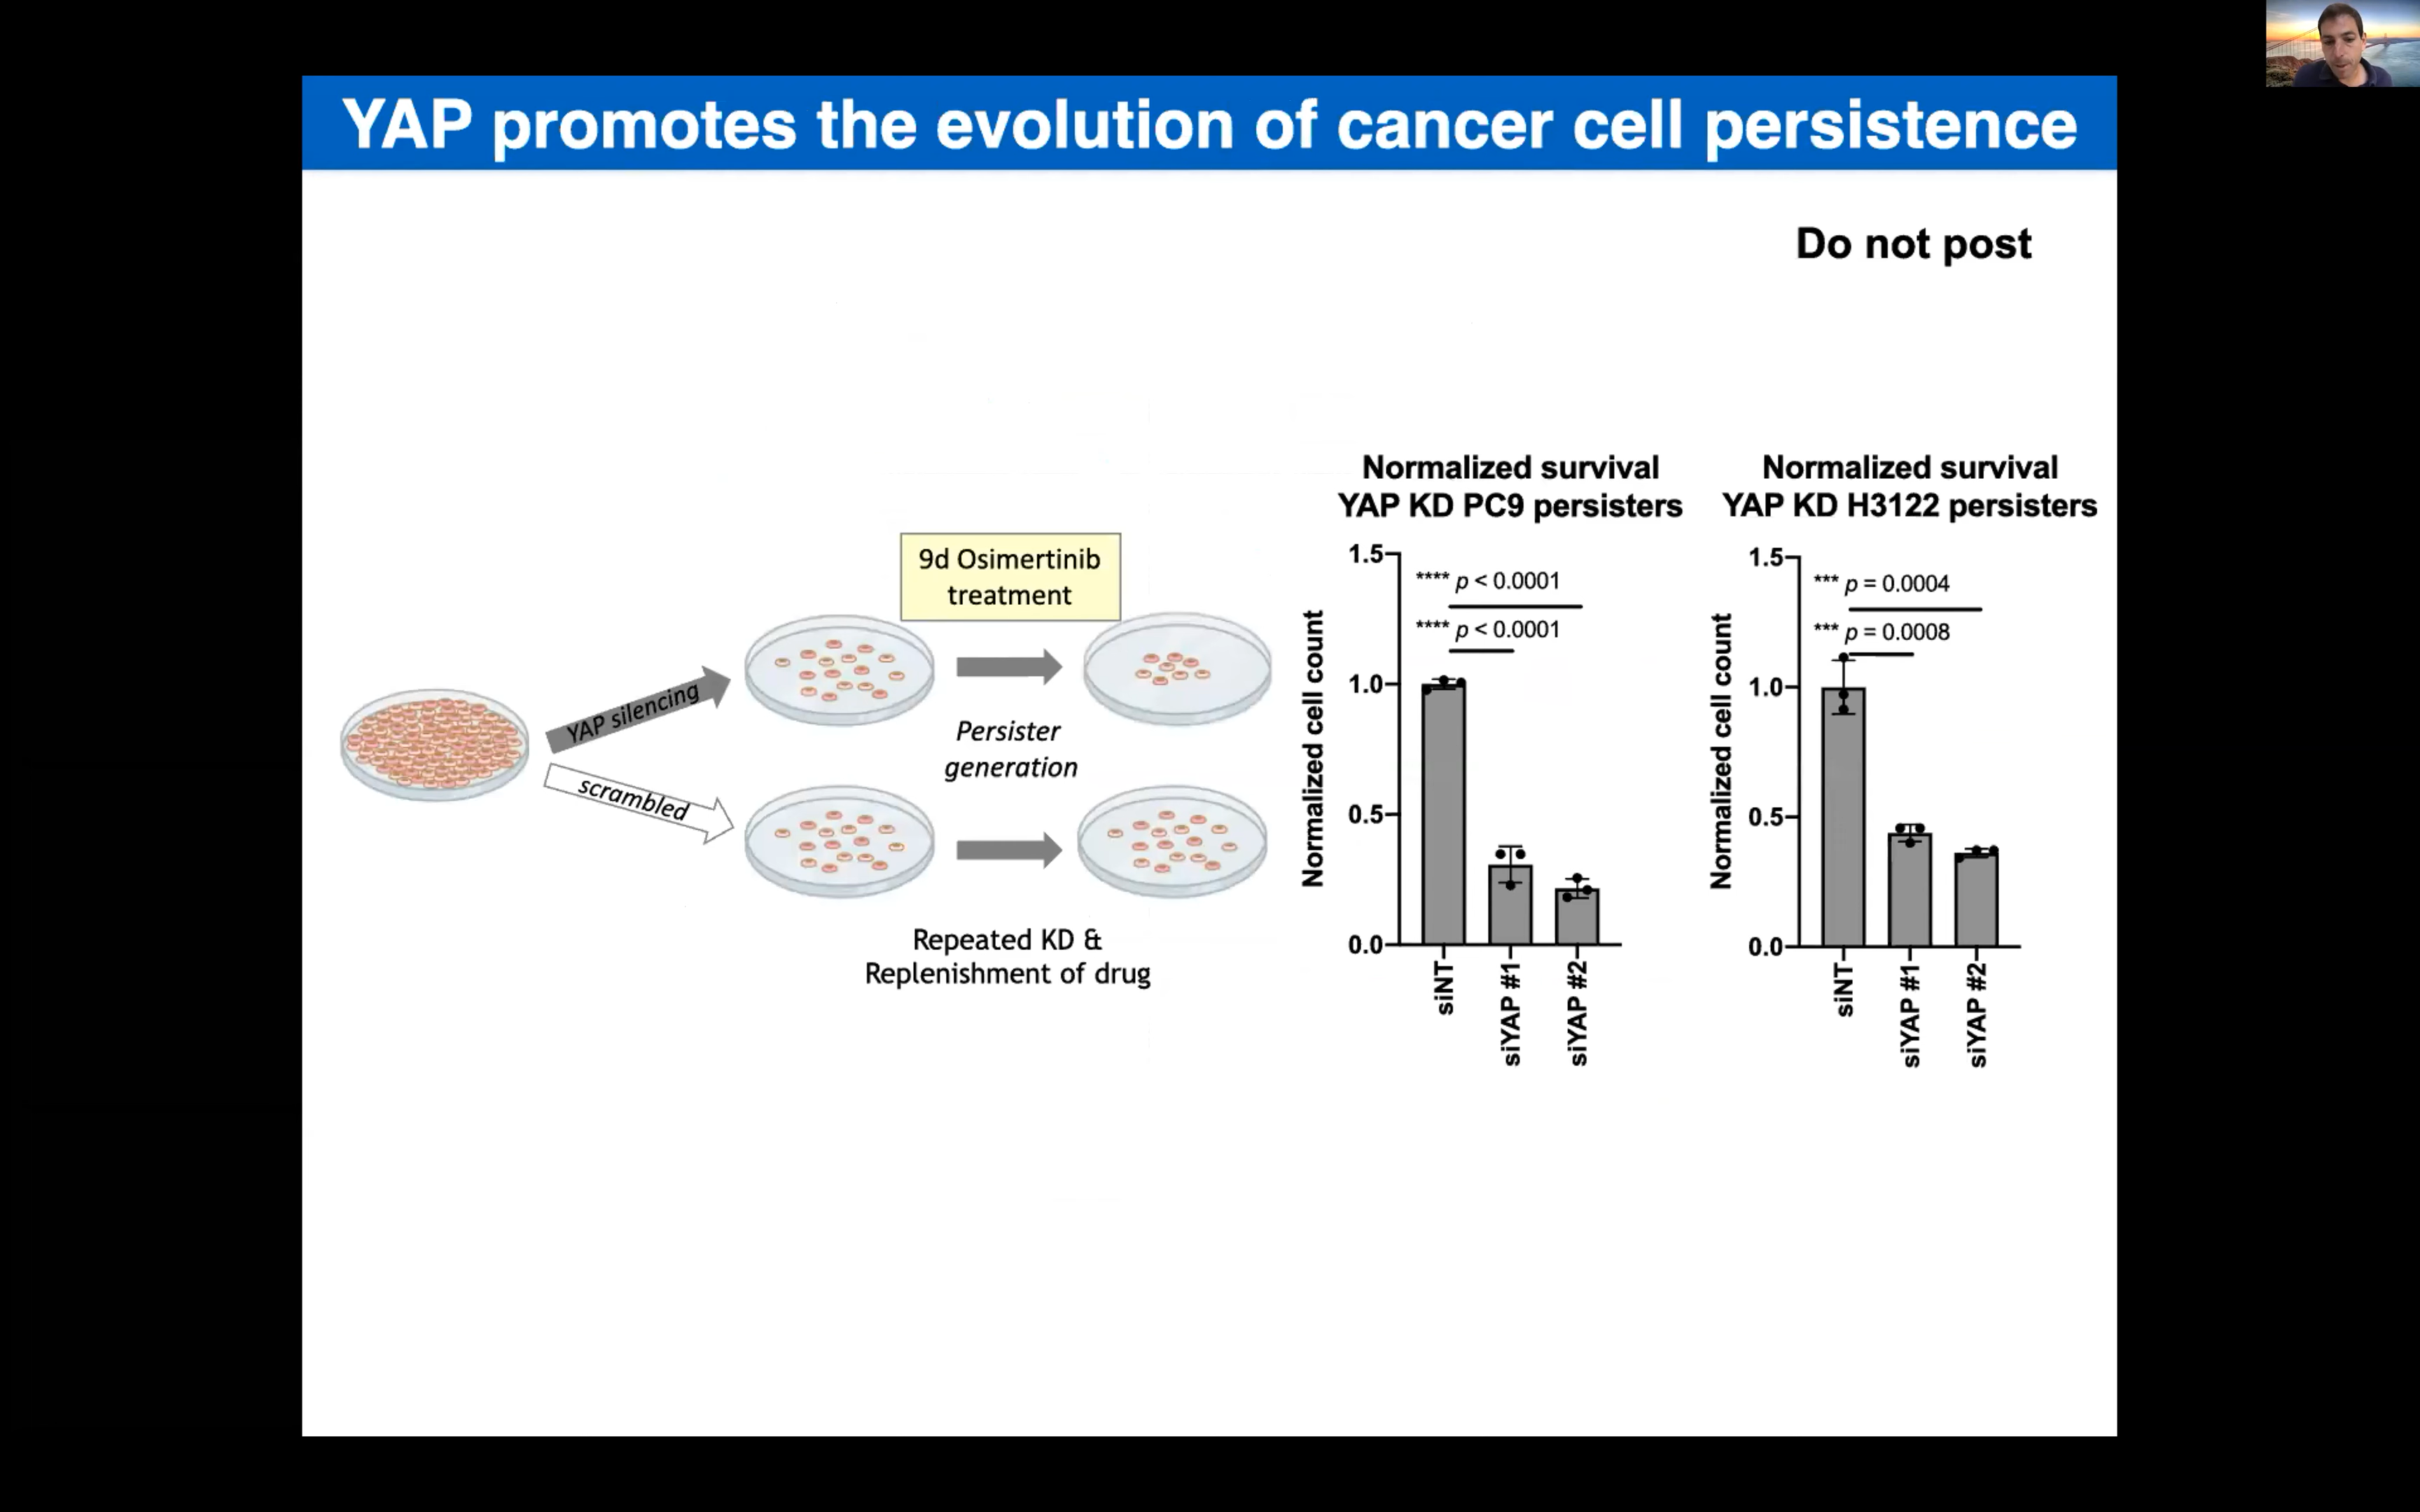 YAP promotes the evolution of cancer cell persistence
Do not post
YAP silencing
scrambled
9d Osimertinib
treatment
Persister
generation
Repeated KD &
Replenishment of drug
Normalized survival
YAP KD PC9 persisters
Normalized cell count
1.5
1.0
0.5
0.0
**** p < 0.0001
**** p < 0.0001
siNT
siYAP #1
siYAP #2
Normalized survival
YAP KD H3122 persisters
Normalized cell count
1.5
1.0
0.5
0.0
*** p = 0.0004
*** p = 0.0008
siNT
siYAP #1
siYAP #2